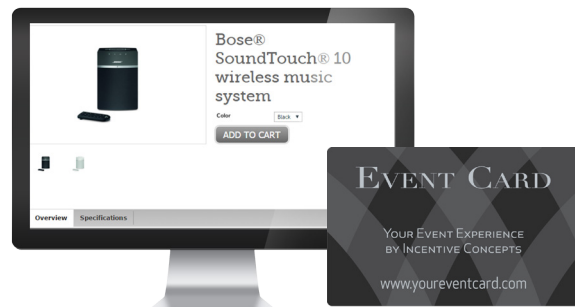 Bose®
SoundTouch® 10
wireless music
system
Color
Black ▼
ADD TO CART
Overview
Specifications
EVENT CARD
YOUR EVENT EXPERIENCE
BY INCENTIVE CONCEPTS
www.youreventcard.com